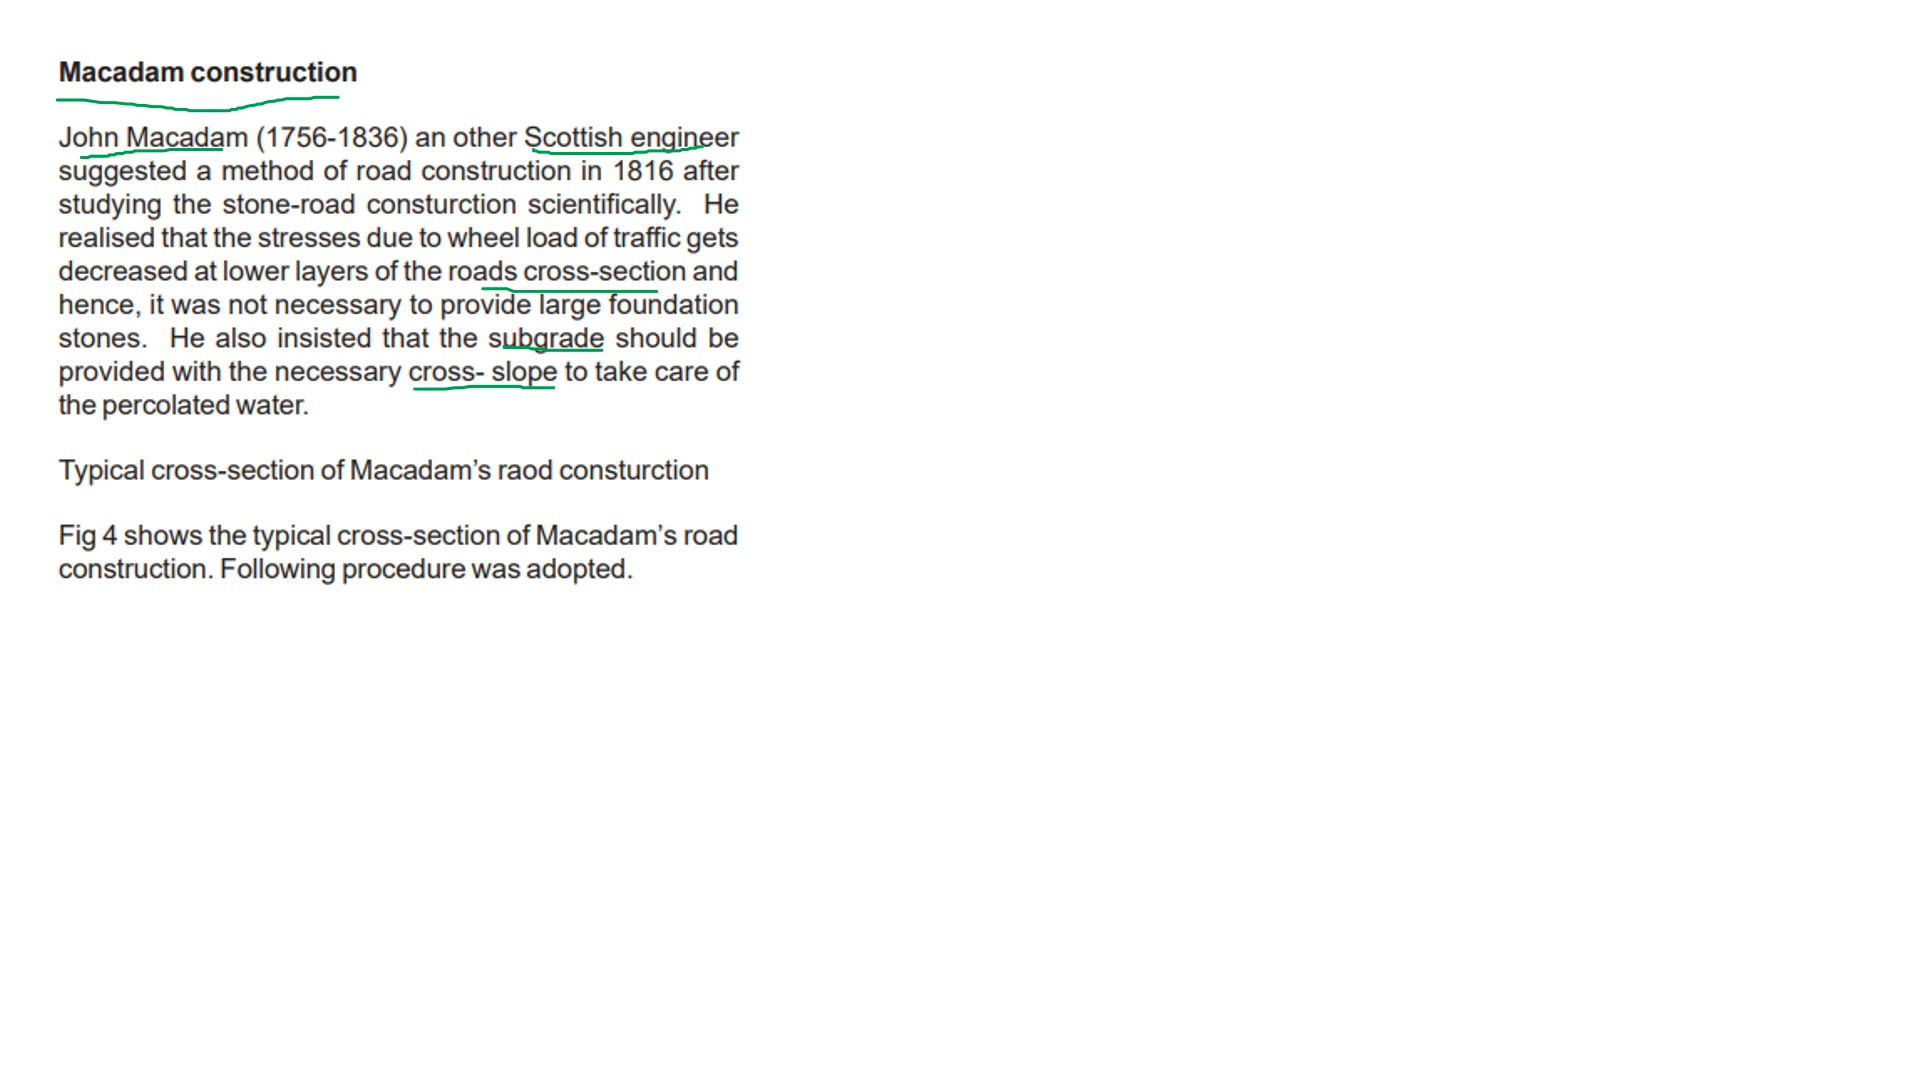 Macadam construction
John Macadam (1756-1836) an other Scottish engineer
suggested a method of road construction in 1816 after
studying the stone-road consturction scientifically. He
realised that the stresses due to wheel load of traffic gets
decreased at lower layers of the roads cross-section and
hence, it was not necessary to provide large foundation
stones. He also insisted that the subgrade should be
provided with the necessary cross- slope to take care of
the percolated water.
Typical cross-section of Macadam’s raod consturction
Fig 4 shows the typical cross-section of Macadam’s road
construction. Following procedure was adopted.